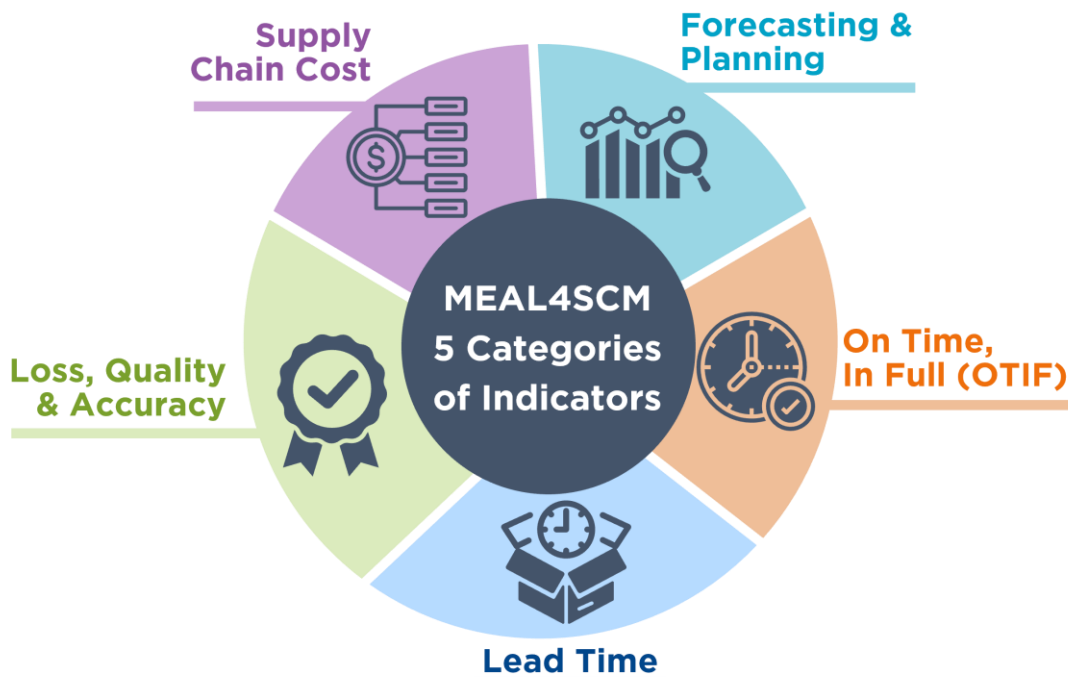 Supply
Chain Cost
Forecasting &
Planning
$
MEAL4SCM
5 Categories
of Indicators
On Time,
In Full (OTIF)
Loss, Quality
& Accuracy
Lead Time